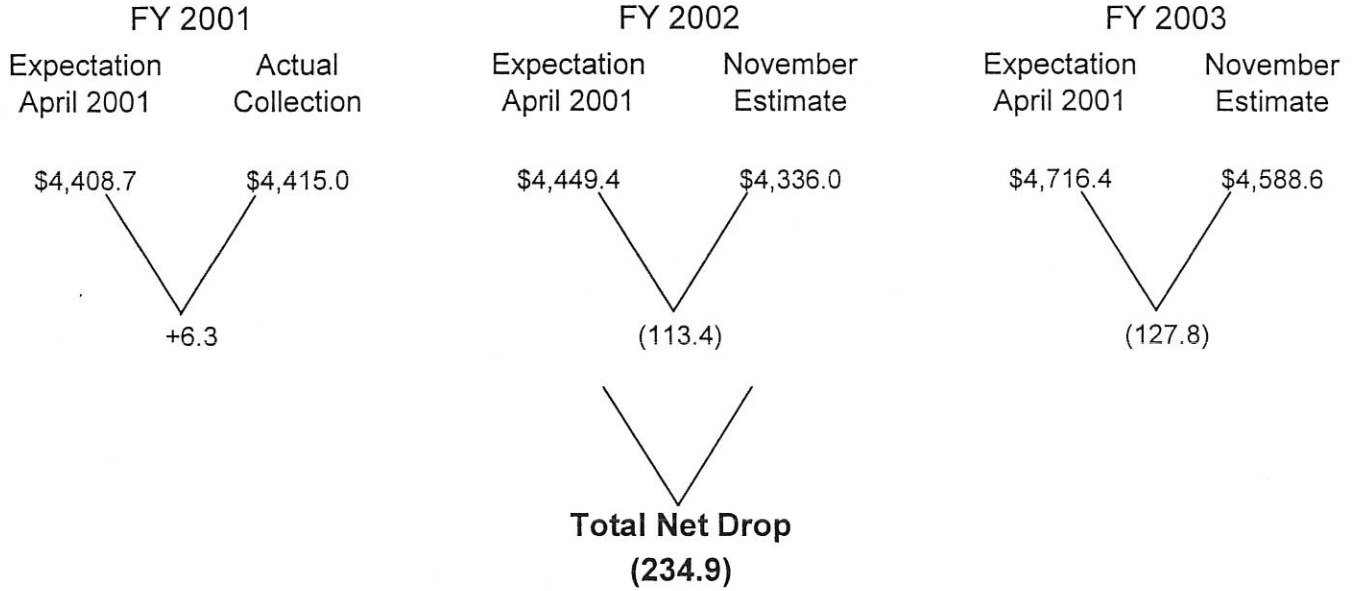 FY 2001 FY 2002 FY 2003
Expectation Actual Expectation November Expectation November
April 2001 Collection April 2001 Estimate April 2001 Estimate
$4,408.7 $4,415.0 $4,449.4 $4,336.0 $4,716.4 $4,588.6
+6.3 (113.4) (127.8)
Total Net Drop
(234.9)